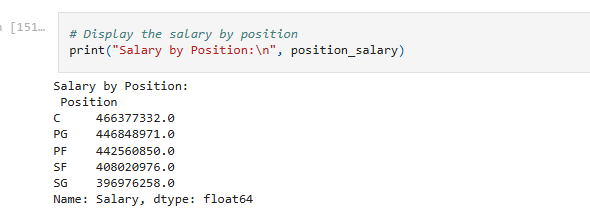 [151…
# Display the salary by position
print("Salary by Position:\n", position_salary)
Salary by Position:
 Position
C     466377332.0
PG    446848971.0
PF    442560850.0
SF    408020976.0
SG    396976258.0
Name: Salary, dtype: float64